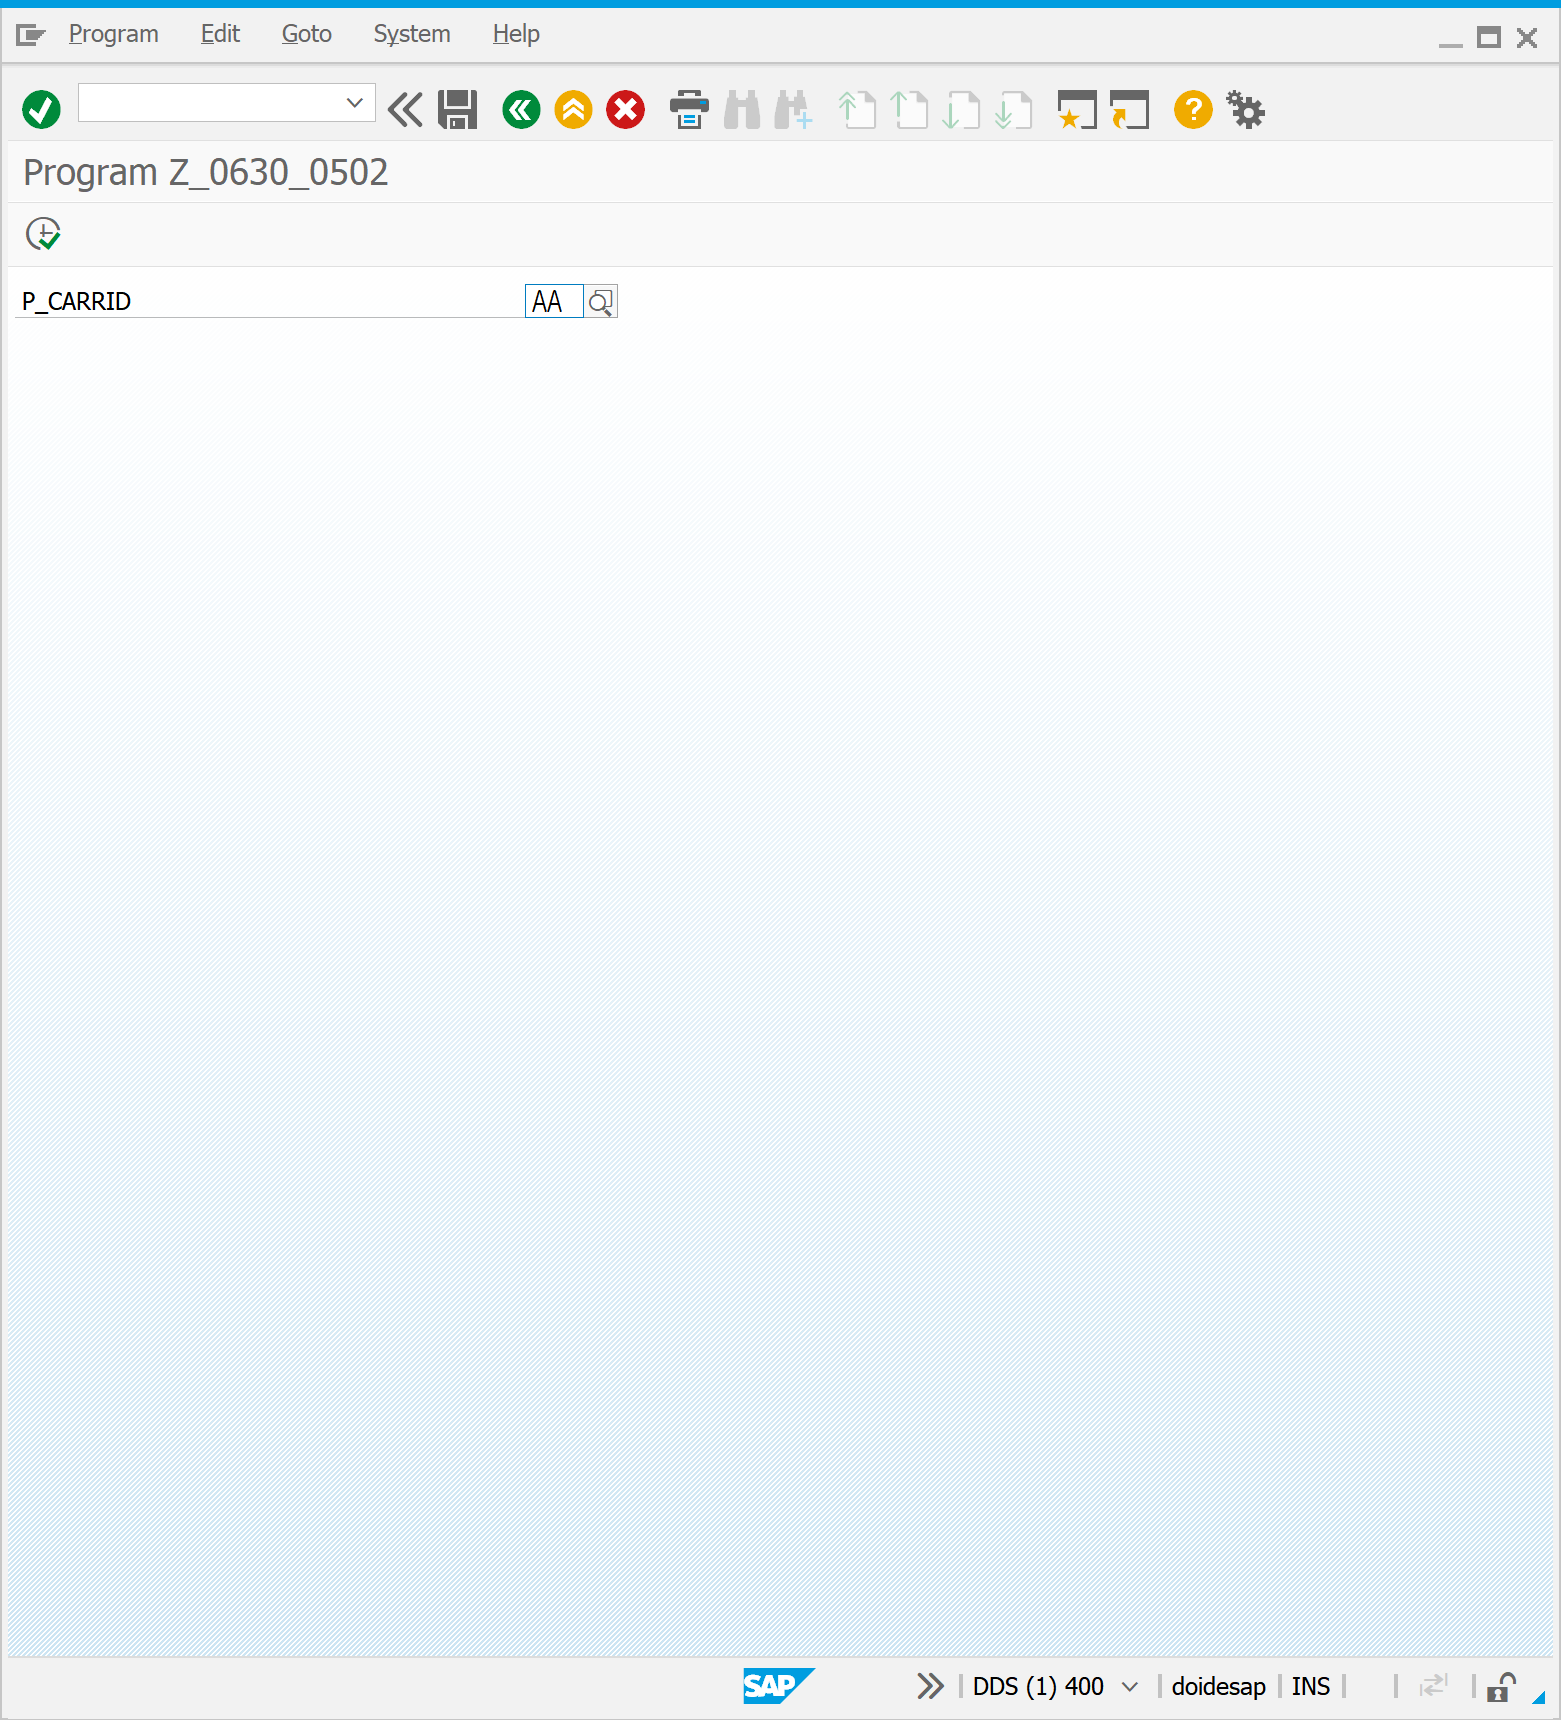 Program Edit Goto System Help
Program Z_0630_0502
P_CARRID AA
SAP DDS (1) 400 doidesap INS